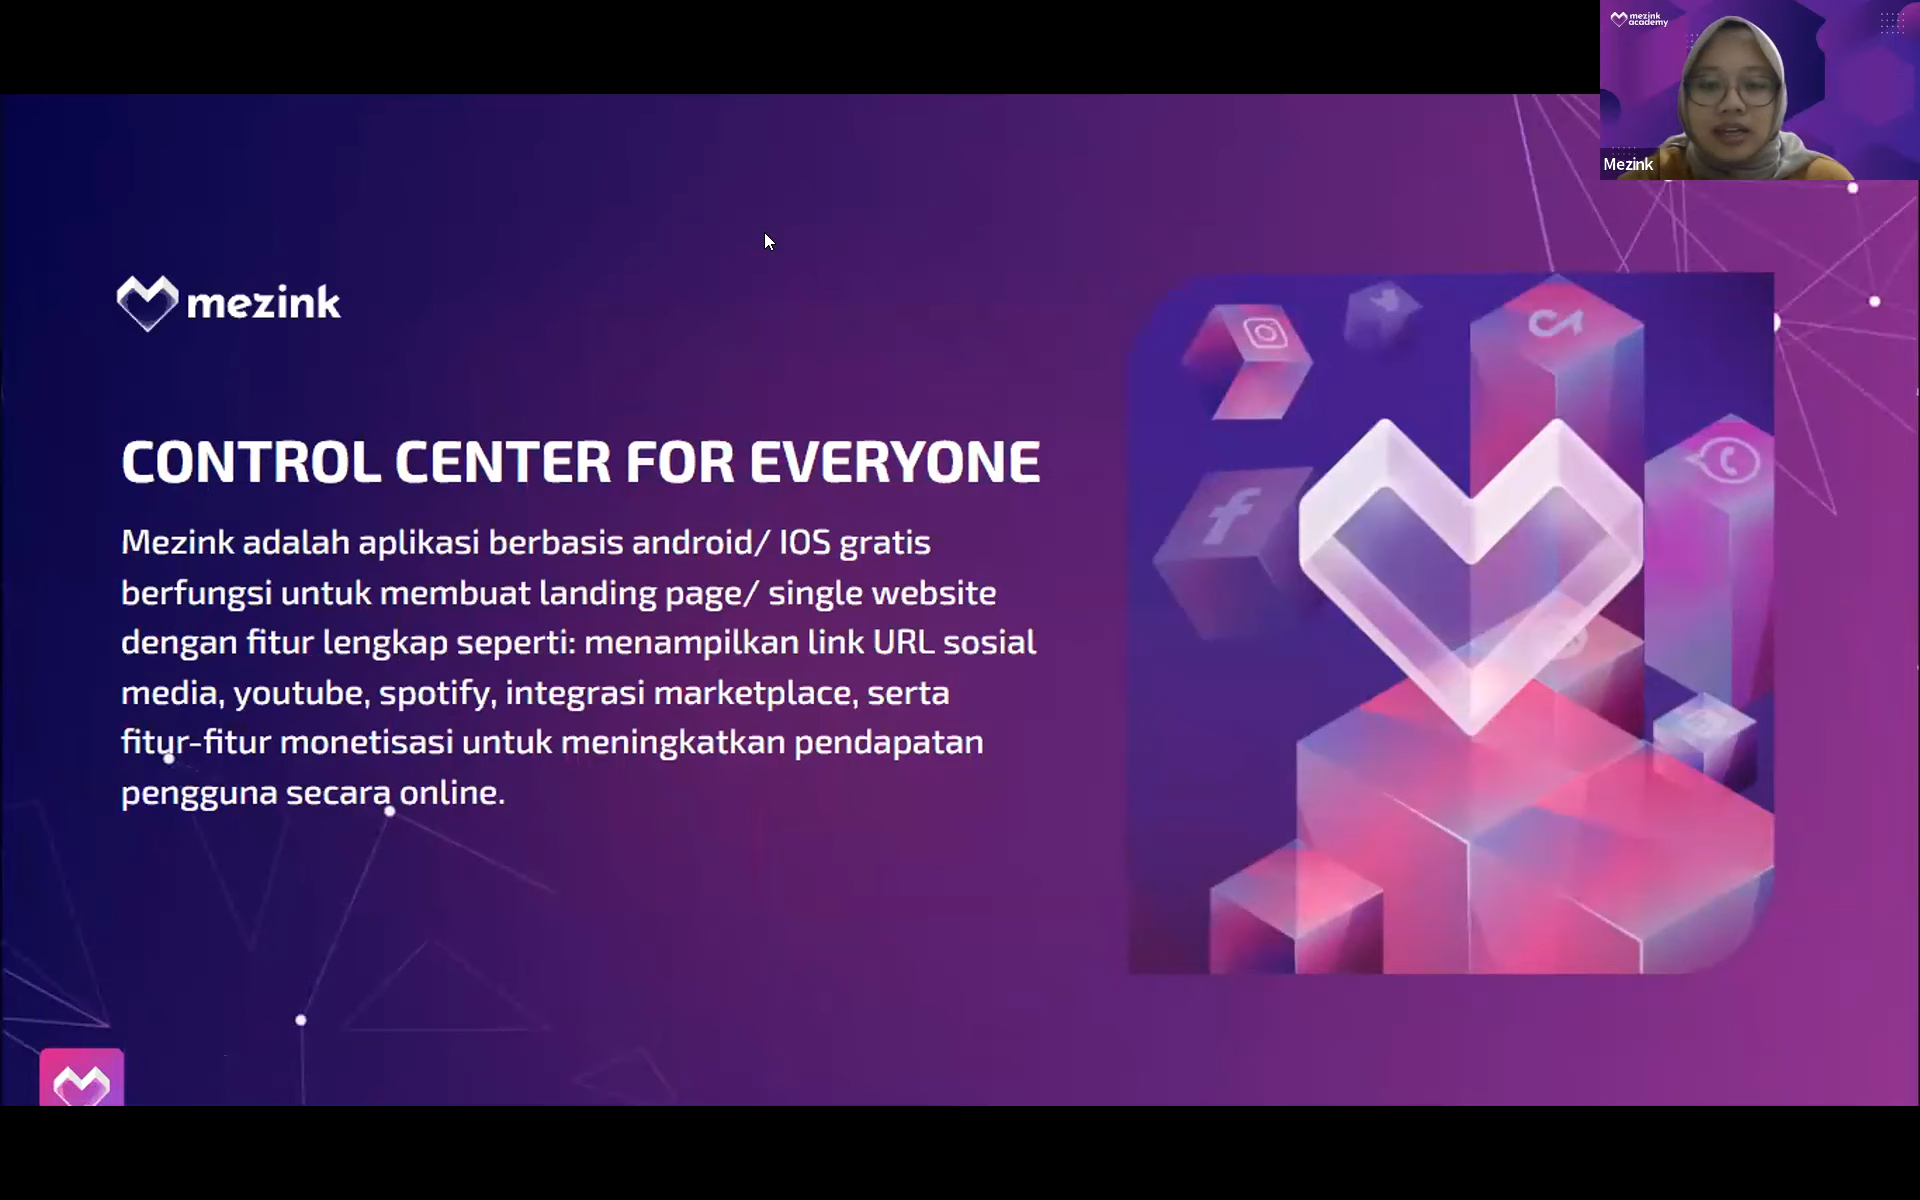 mezink
academy
Mezink
mezink
CONTROL CENTER FOR EVERYONE
Mezink adalah aplikasi berbasis android/ IOS gratis
berfungsi untuk membuat landing page/ single website
dengan fitur lengkap seperti: menampilkan link URL sosial
media, youtube, spotify, integrasi marketplace, serta
fitur-fitur monetisasi untuk meningkatkan pendapatan
pengguna secara online.